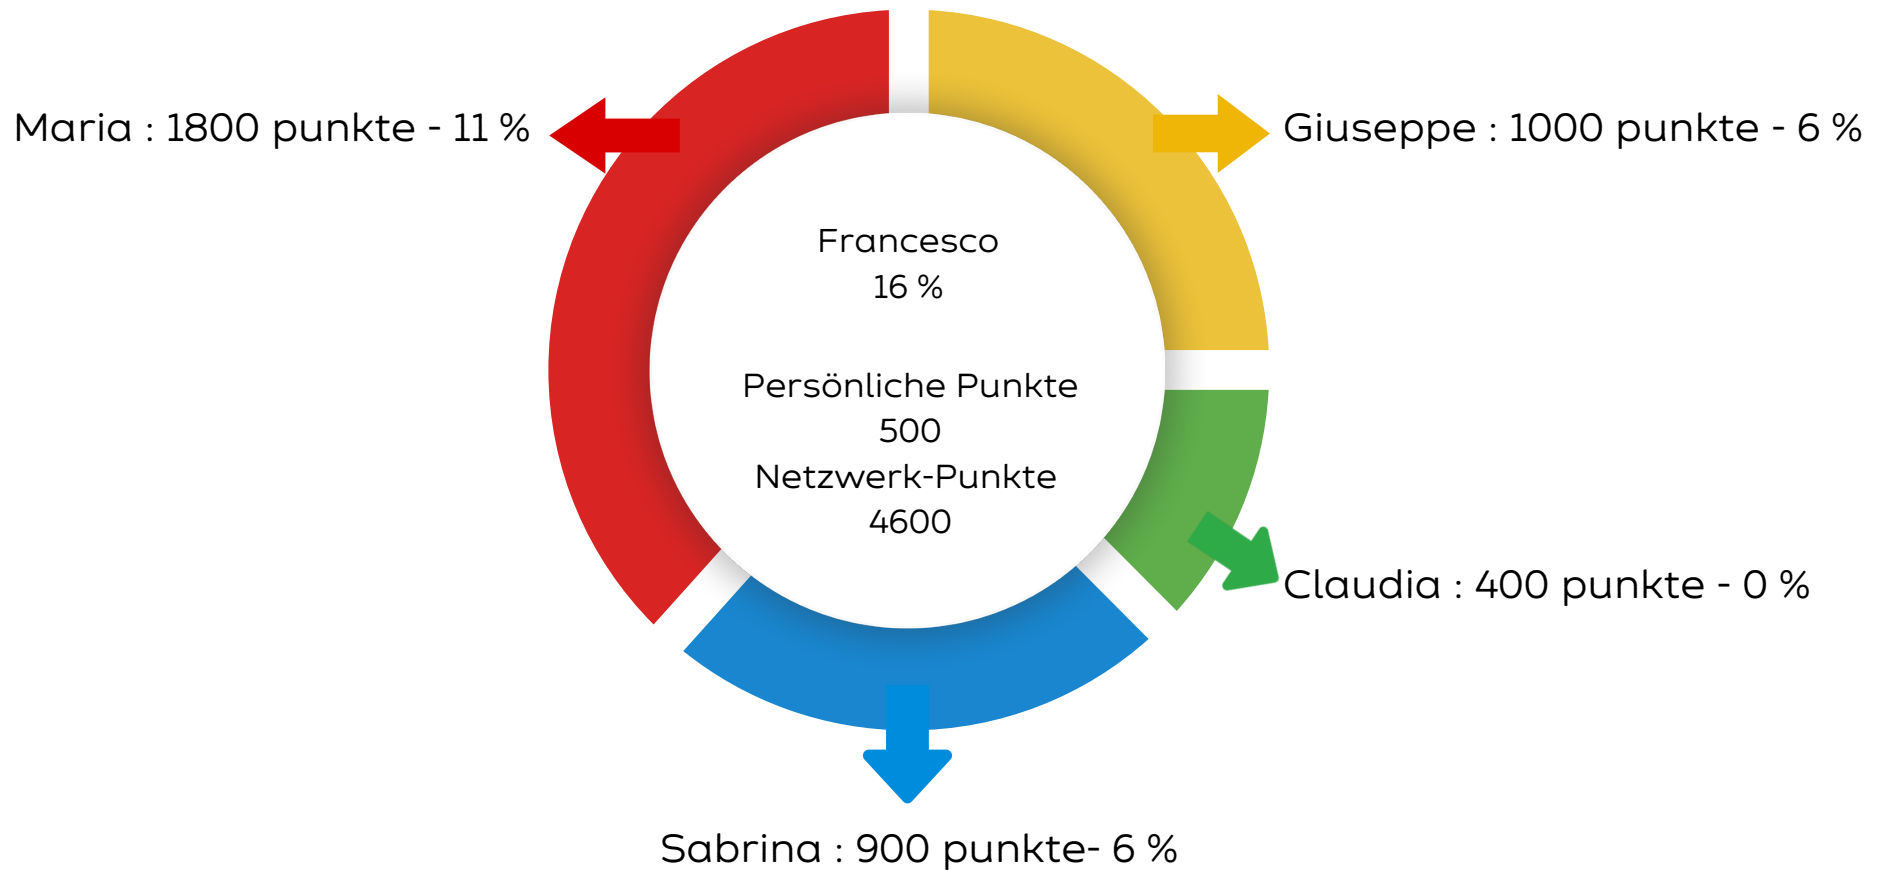 Maria : 1800 punkte - 11 %
Giuseppe : 1000 punkte - 6 %
Francesco
16 %
Persönliche Punkte
500
Netzwerk-Punkte
4600
Claudia : 400 punkte - 0 %
Sabrina : 900 punkte- 6 %